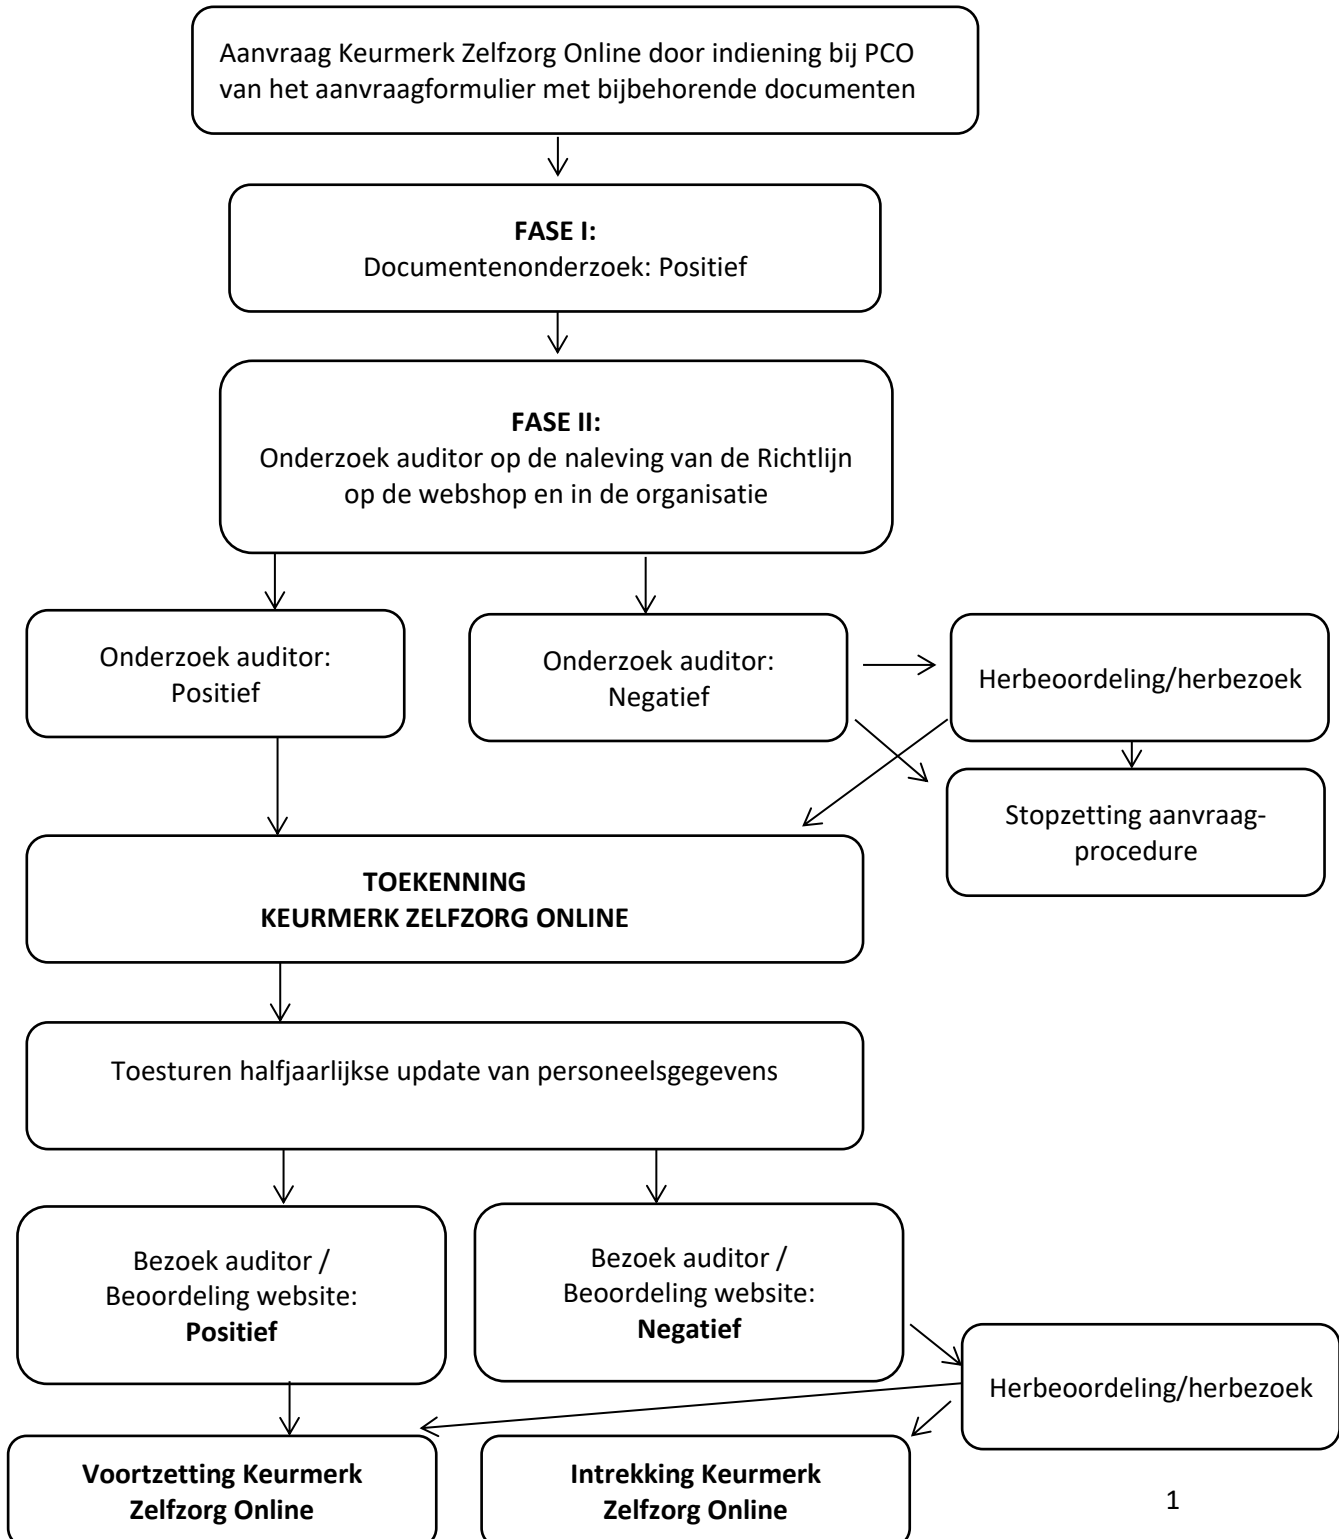 Aanvraag Keurmerk Zelfzorg Online door indiening bij PCO
van het aanvraagformulier met bijbehorende documenten
FASE I:
Documentenonderzoek: Positief
FASE II:
Onderzoek auditor op de naleving van de Richtlijn
op de webshop en in de organisatie
Onderzoek auditor:
Positief
Onderzoek auditor:
Negatief
Herbeoordeling/herbezoek
Stopzetting aanvraag-
procedure
TOEKENNING
KEURMERK ZELFZORG ONLINE
Toesturen halfjaarlijkse update van personeelsgegevens
Bezoek auditor /
Beoordeling website:
Positief
Bezoek auditor /
Beoordeling website:
Negatief
Herbeoordeling/herbezoek
Voortzetting Keurmerk
Zelfzorg Online
Intrekking Keurmerk
Zelfzorg Online
1